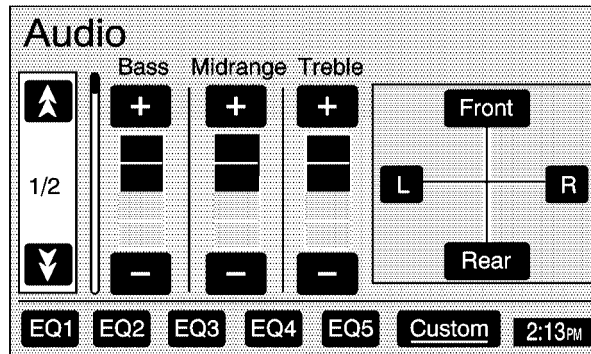 Audio
Bass Midrange Treble
+ + +
Front
1/2
L R
Rear
− − −
EQ1 EQ2 EQ3 EQ4 EQ5 Custom 2:13PM